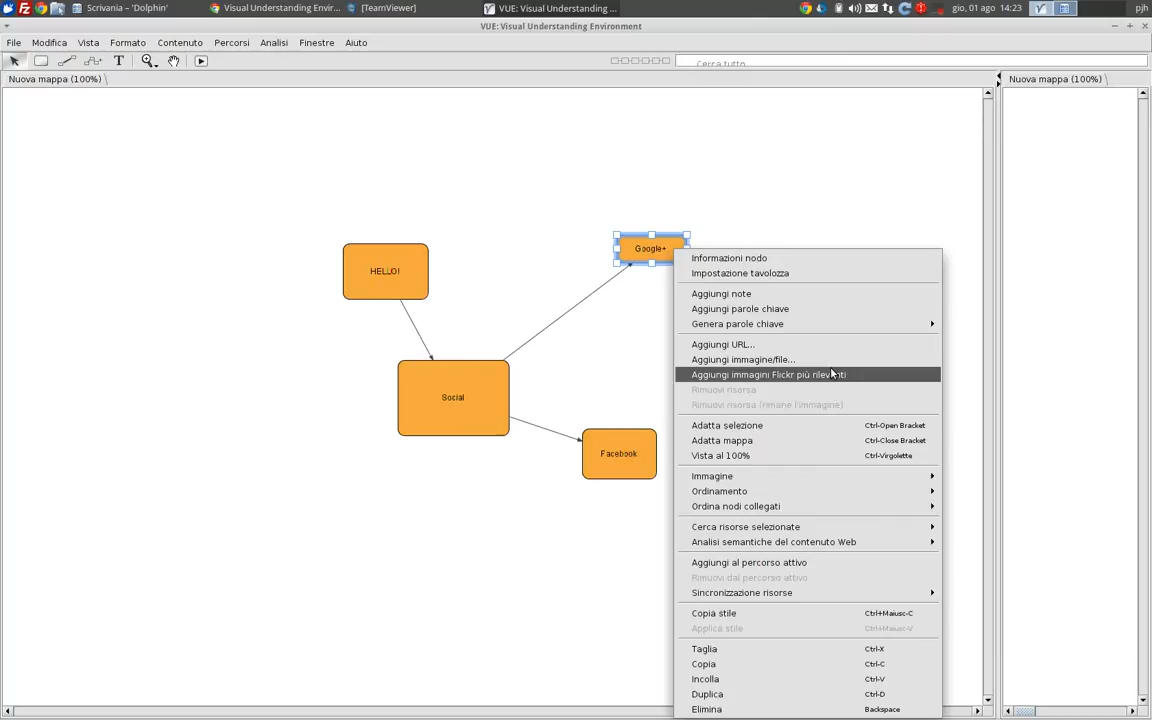 Scrivania – 'Dolphin'
Visual Understanding Envir...
[TeamViewer]
VUE: Visual Understanding ...
gio, 01 ago 14:23
pjh
VUE: Visual Understanding Environment
File Modifica Vista Formato Contenuto Percorsi Analisi Finestre Aiuto
Cerca tutto
Nuova mappa (100%)
Nuova mappa (100%)
HELLO!
Google+
Social
Facebook
Informazioni nodo
Impostazione tavolozza
Aggiungi note
Aggiungi parole chiave
Genera parole chiave
Aggiungi URL...
Aggiungi immagine/file...
Aggiungi immagini Flickr più rilevanti
Rimuovi risorsa
Rimuovi risorsa (rimane l'immagine)
Adatta selezione Ctrl-Open Bracket
Adatta mappa Ctrl-Close Bracket
Vista al 100% Ctrl-Virgolette
Immagine
Ordinamento
Ordina nodi collegati
Cerca risorse selezionate
Analisi semantiche del contenuto Web
Aggiungi al percorso attivo
Rimuovi dal percorso attivo
Sincronizzazione risorse
Copia stile Ctrl+Maiusc-C
Applica stile Ctrl+Maiusc-V
Taglia Ctrl-X
Copia Ctrl-C
Incolla Ctrl-V
Duplica Ctrl-D
Elimina Backspace